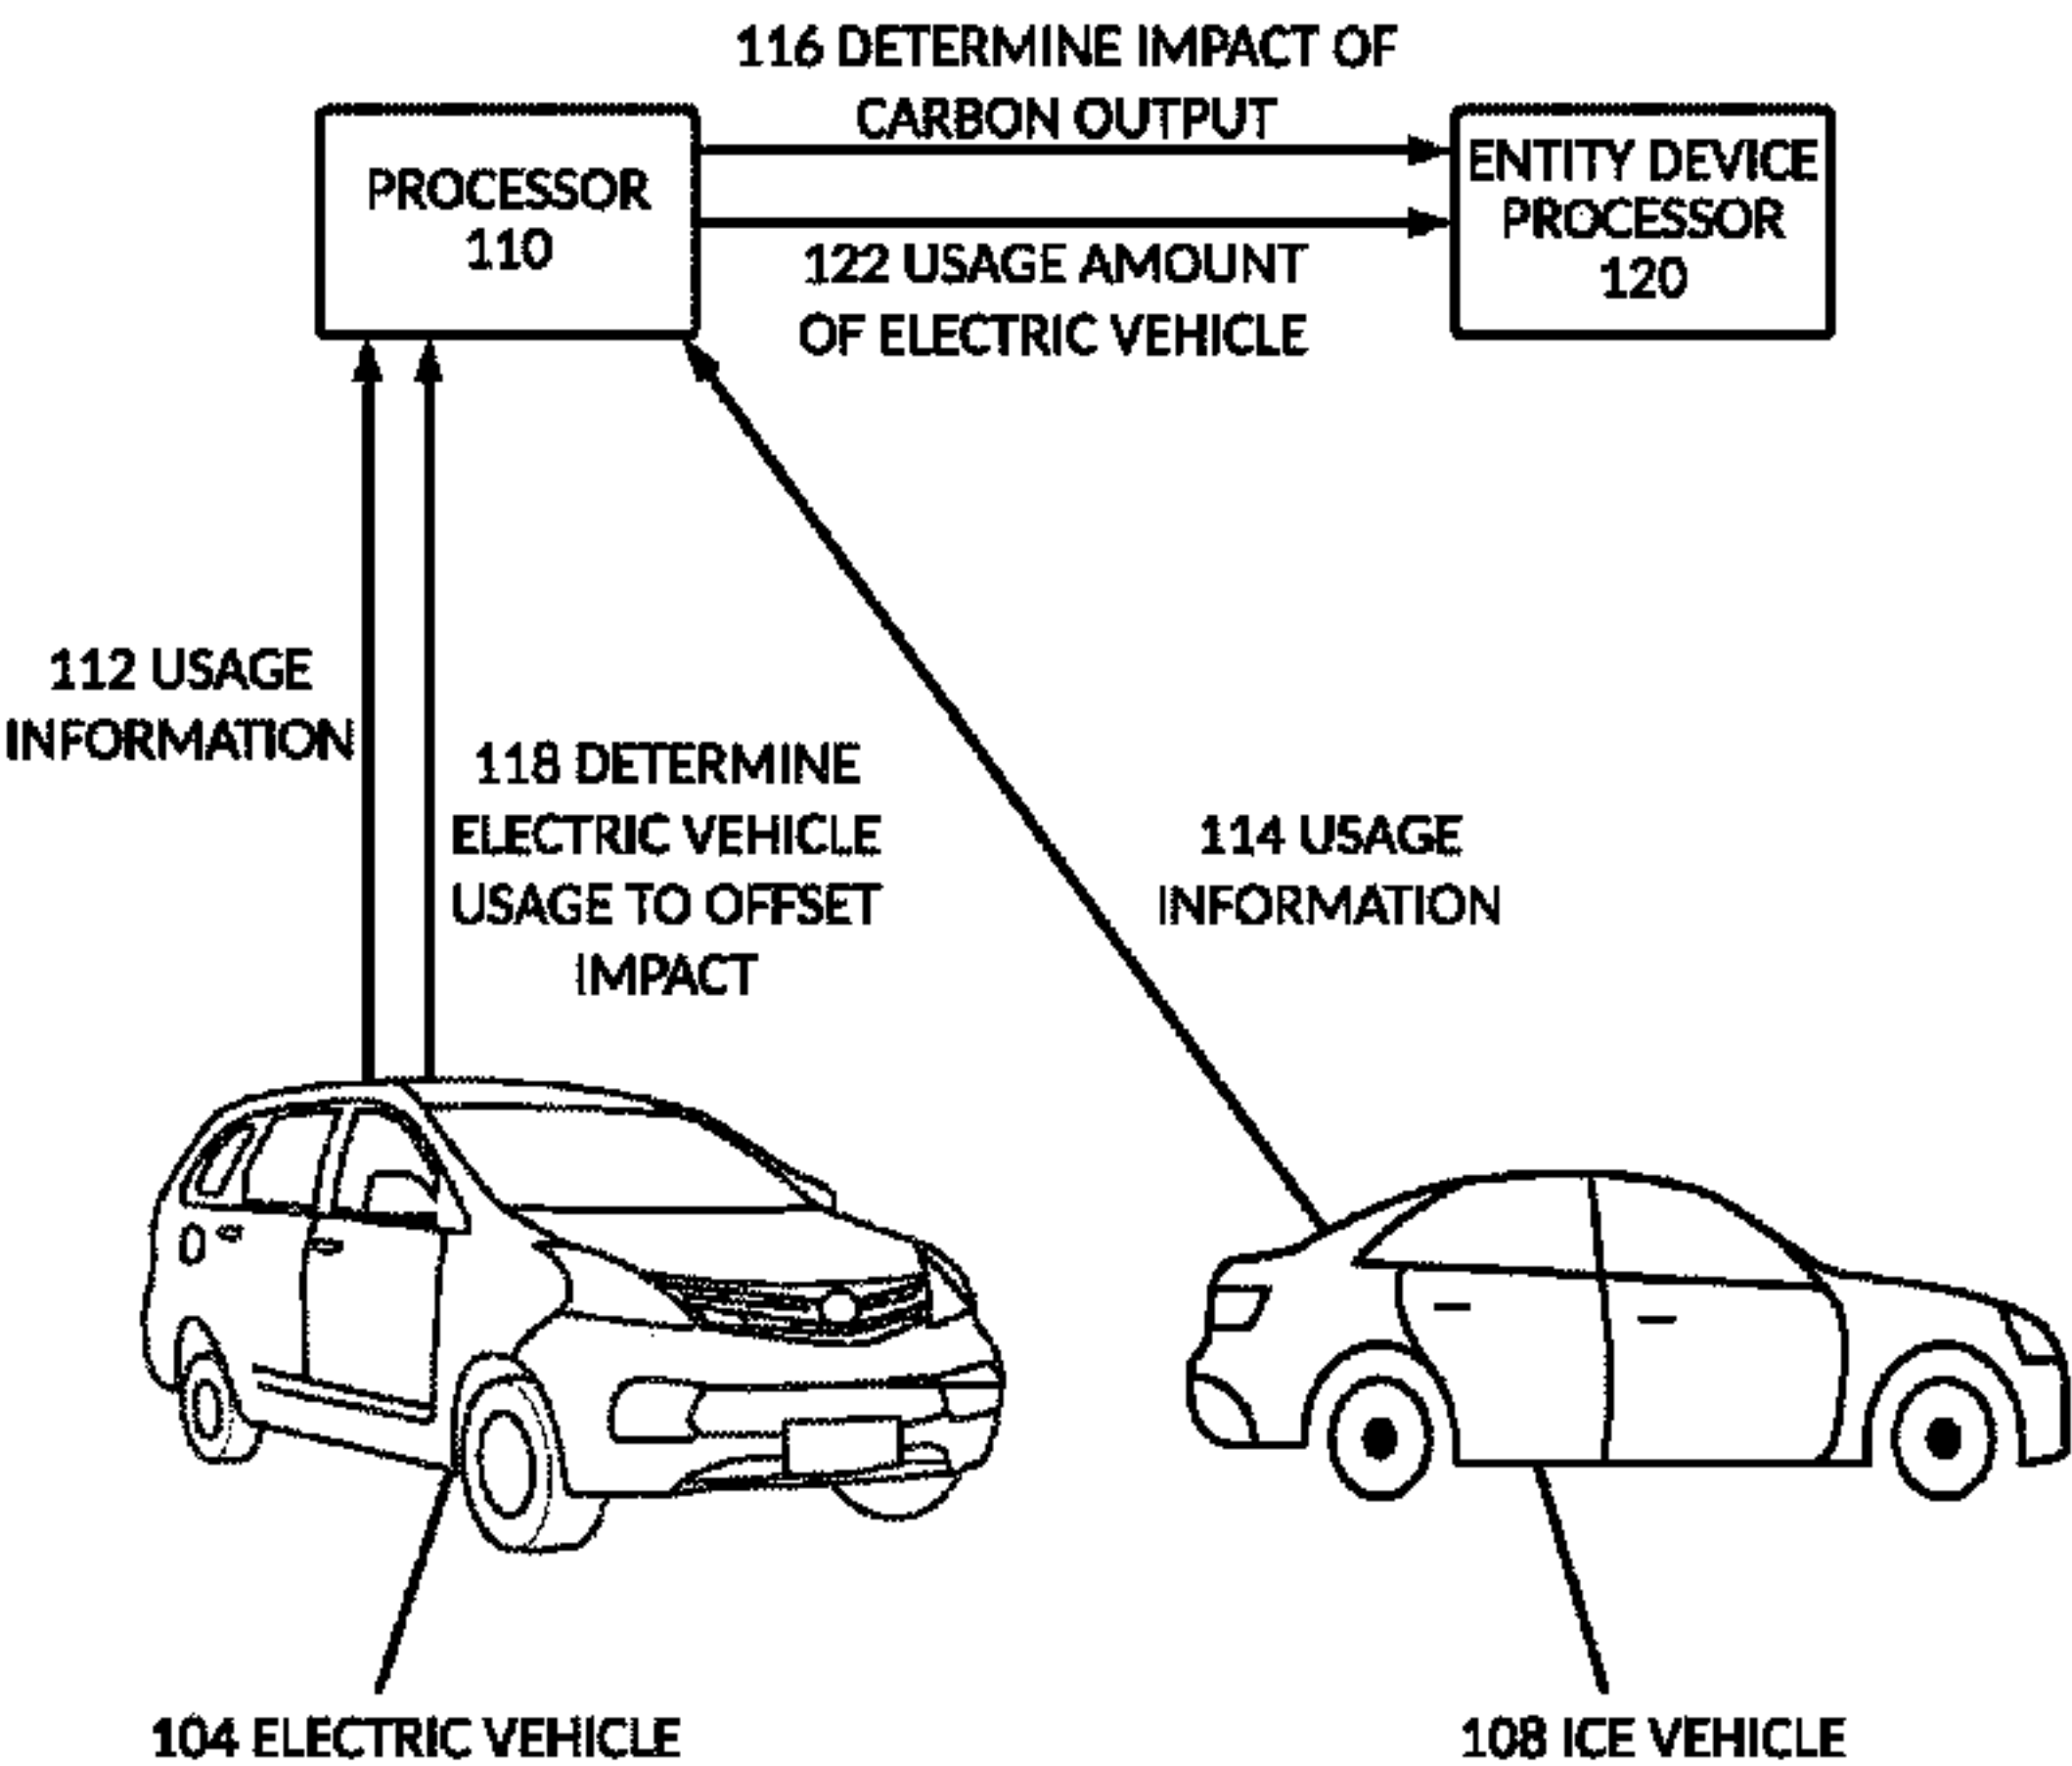 116 DETERMINE IMPACT OF
CARBON OUTPUT
PROCESSOR
110
ENTITY DEVICE
PROCESSOR
120
122 USAGE AMOUNT
OF ELECTRIC VEHICLE
112 USAGE
INFORMATION
118 DETERMINE
ELECTRIC VEHICLE
USAGE TO OFFSET
IMPACT
114 USAGE
INFORMATION
104 ELECTRIC VEHICLE
108 ICE VEHICLE